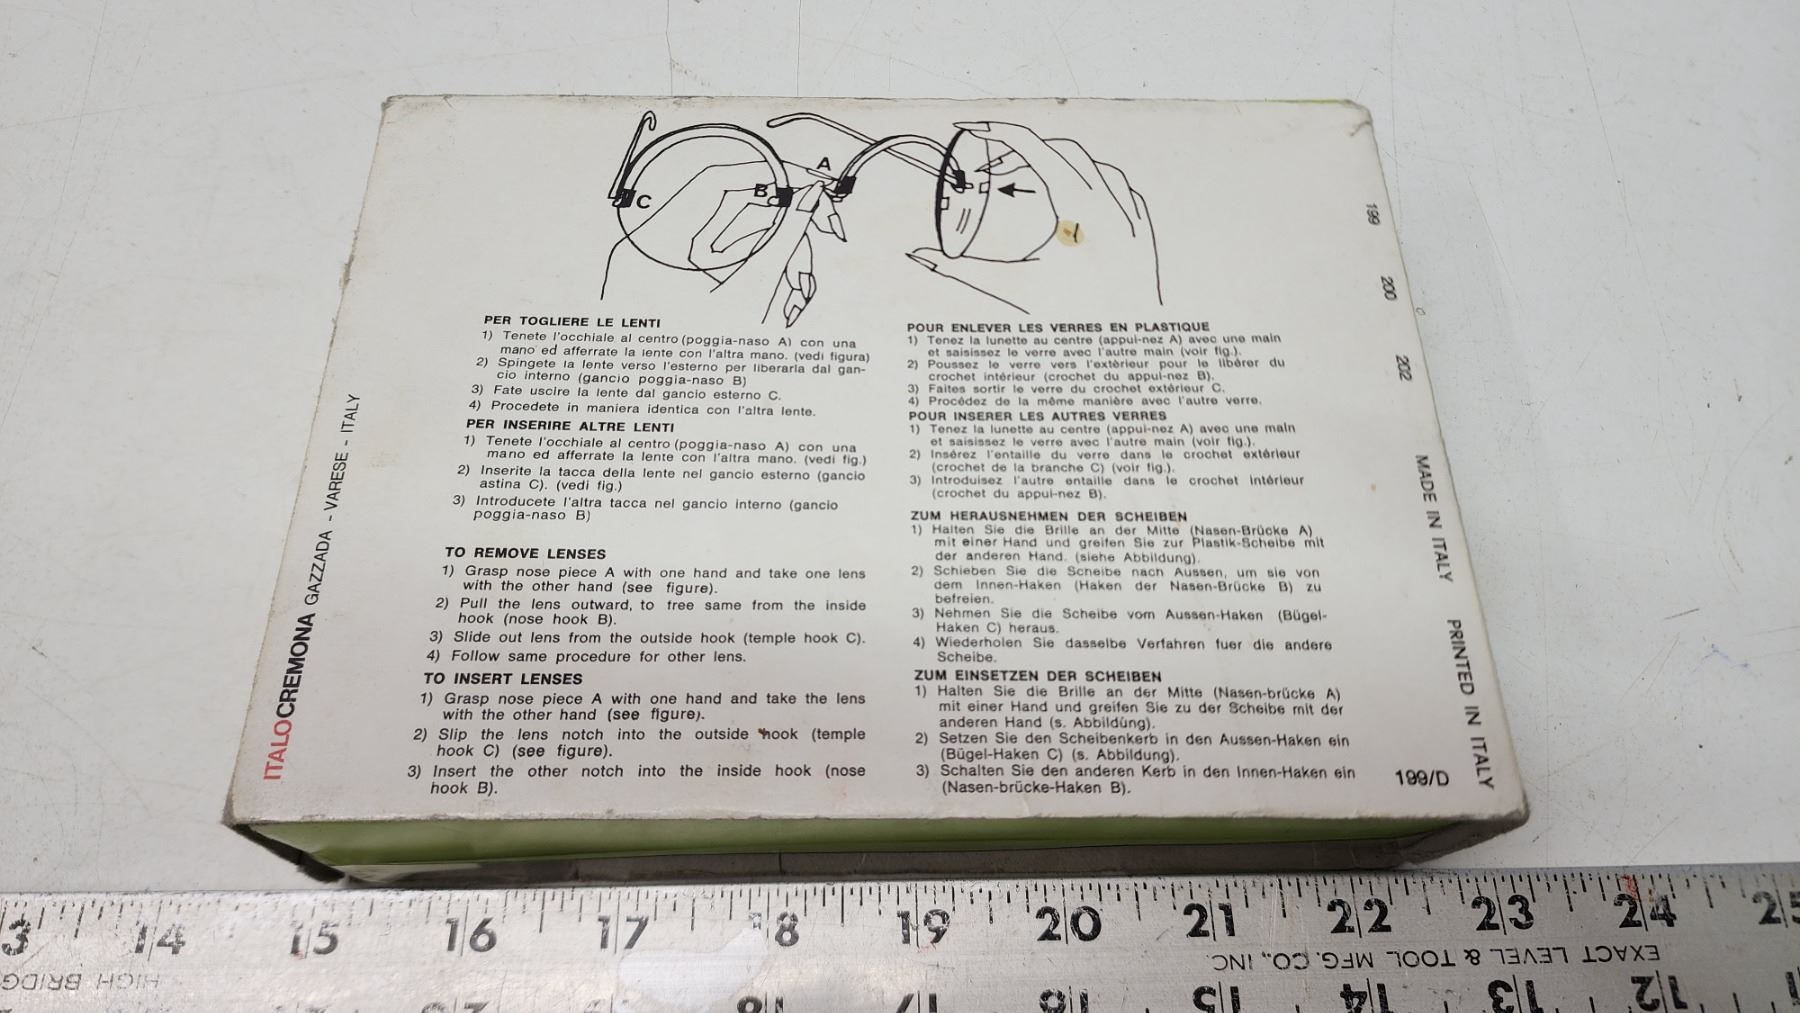 A
B
C
1
PER TOGLIERE LE LENTI
1) Tenete l'occhiale al centro (poggia-naso A) con una
mano ed afferrate la lente con l'altra mano. (vedi figura)
2) Spingete la lente verso l'esterno per liberarla dal gan-
cio interno (gancio poggia-naso B)
3) Fate uscire la lente dal gancio esterno C.
4) Procedete in maniera identica con l'altra lente.
PER INSERIRE ALTRE LENTI
1) Tenete l'occhiale al centro (poggia-naso A) con una
mano ed afferrate la lente con l'altra mano. (vedi fig.)
2) Inserite la tacca della lente nel gancio esterno (gancio
astina C). (vedi fig.)
3) Introducete l'altra tacca nel gancio interno (gancio
poggia-naso B)
TO REMOVE LENSES
1) Grasp nose piece A with one hand and take one lens
with the other hand (see figure).
2) Pull the lens outward, to free same from the inside
hook (nose hook B).
3) Slide out lens from the outside hook (temple hook C).
4) Follow same procedure for other lens.
TO INSERT LENSES
1) Grasp nose piece A with one hand and take the lens
with the other hand (see figure).
2) Slip the lens notch into the outside hook (temple
hook C) (see figure).
3) Insert the other notch into the inside hook (nose
hook B).
POUR ENLEVER LES VERRES EN PLASTIQUE
1) Tenez la lunette au centre (appui-nez A) avec une main
et saisissez le verre avec l'autre main (voir fig.).
2) Poussez le verre vers l'extèrieur pour le libérer du
crochet intérieur (crochet du appui-nez B).
3) Faites sortir le verre du crochet extérieur C.
4) Procédez de la même manière avec l'autre verre.
POUR INSERER LES AUTRES VERRES
1) Tenez la lunette au centre (appui-nez A) avec une main
et saisissez le verre avec l'autre main (voir fig.).
2) Insérez l'entaille du verre dans le crochet extérieur
(crochet de la branche C) (voir fig.).
3) Introduisez l'autre entaille dans le crochet intérieur
(crochet du appui-nez B).
ZUM HERAUSNEHMEN DER SCHEIBEN
1) Halten Sie die Brille an der Mitte (Nasen-Brücke A)
mit einer Hand und greifen Sie zur Plastik-Scheibe mit
der anderen Hand. (siehe Abbildung).
2) Schieben Sie die Scheibe nach Aussen, um sie von
dem Innen-Haken (Haken der Nasen-Brücke B) zu
befreien.
3) Nehmen Sie die Scheibe vom Aussen-Haken (Bügel-
Haken C) heraus.
4) Wiederholen Sie dasselbe Verfahren fuer die andere
Scheibe.
ZUM EINSETZEN DER SCHEIBEN
1) Halten Sie die Brille an der Mitte (Nasen-brücke A)
mit einer Hand und greifen Sie zu der Scheibe mit der
anderen Hand (s. Abbildùng).
2) Setzen Sie den Scheibenkerb in den Aussen-Haken ein
(Bügel-Haken C) (s. Abbildung).
3) Schalten Sie den anderen Kerb in den Innen-Haken ein
(Nasen-brücke-Haken B).
ITALOCREMONA GAZZADA - VARESE - ITALY
199 200 202 MADE IN ITALY PRINTED IN ITALY
199/D
3 14 15 16 17 18 19 20 21 22 23 24 25
EXACT LEVEL & TOOL MFG. CO., INC.
HIGH BRIDG
17 16 15 14 13 12